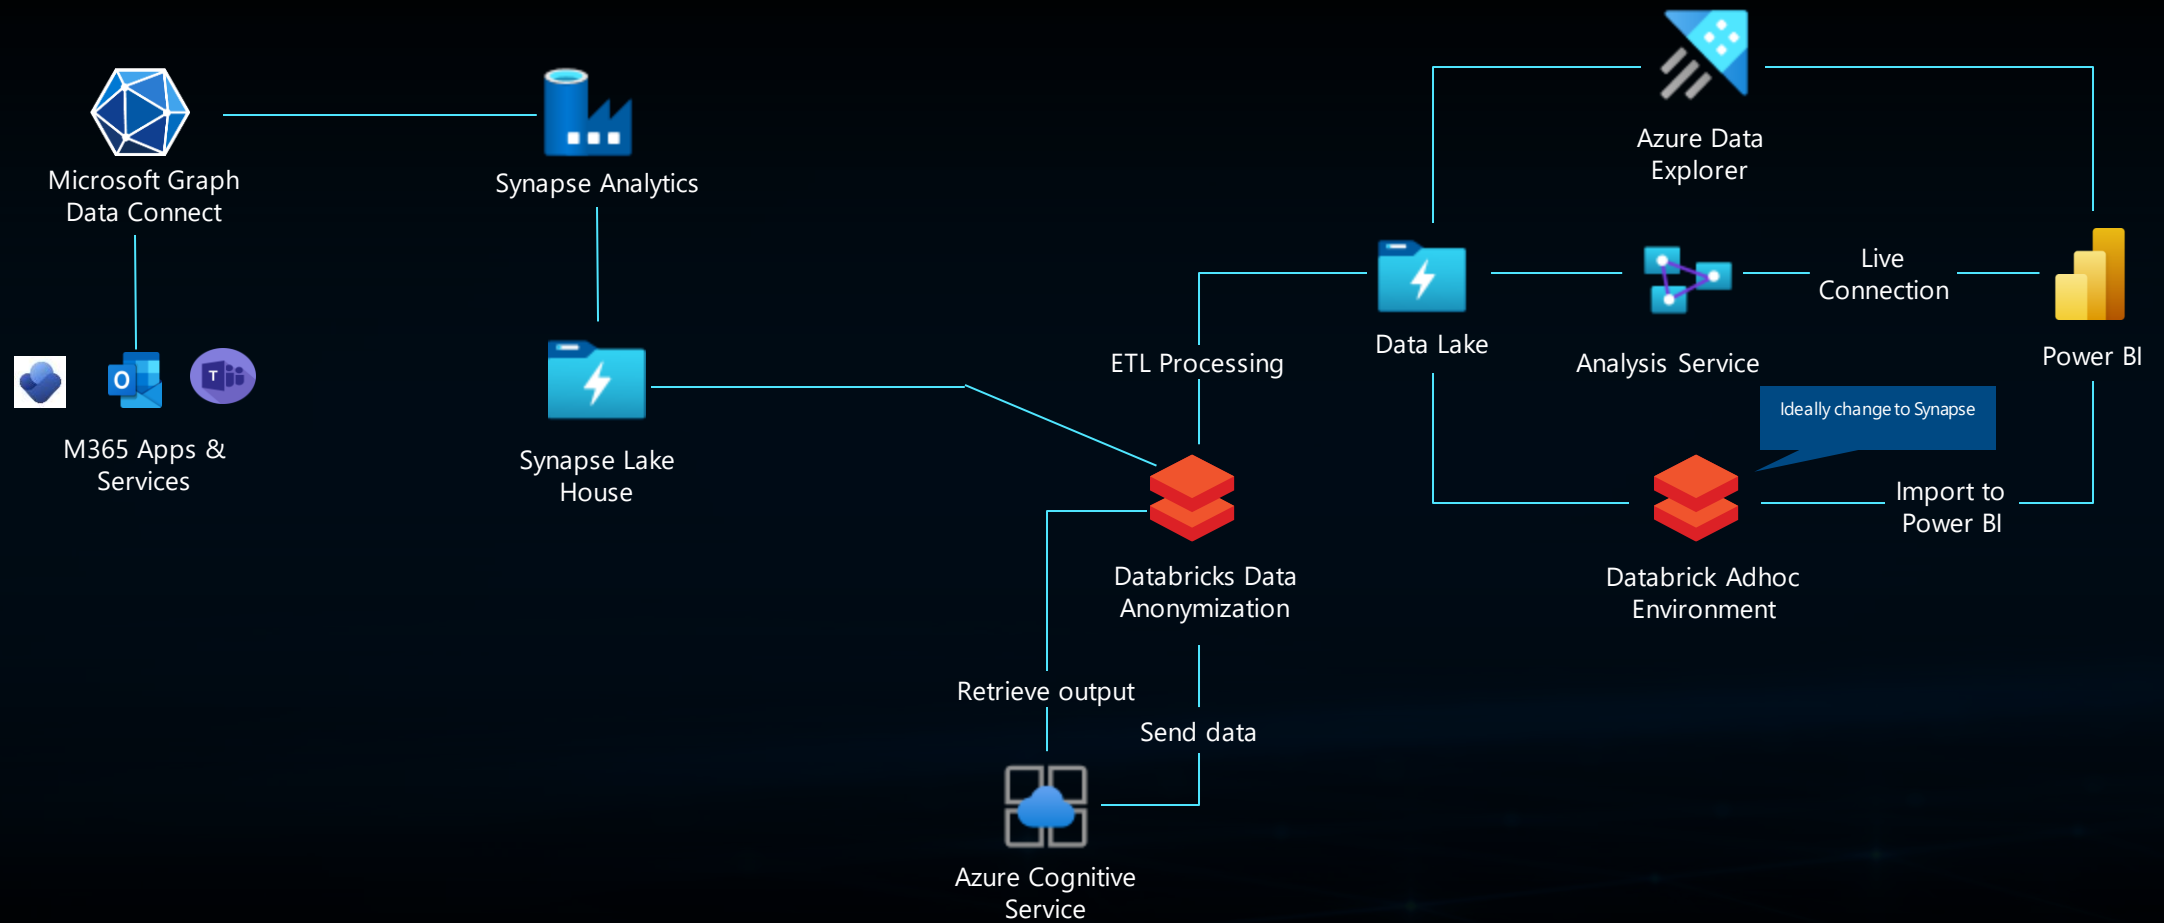 Microsoft Graph
Data Connect
Synapse Analytics
M365 Apps &
Services
Synapse Lake
House
ETL Processing
Databricks Data
Anonymization
Retrieve output
Send data
Azure Cognitive
Service
Data Lake
Azure Data
Explorer
Analysis Service
Live
Connection
Power BI
Ideally change to Synapse
Databrick Adhoc
Environment
Import to
Power BI
O
T